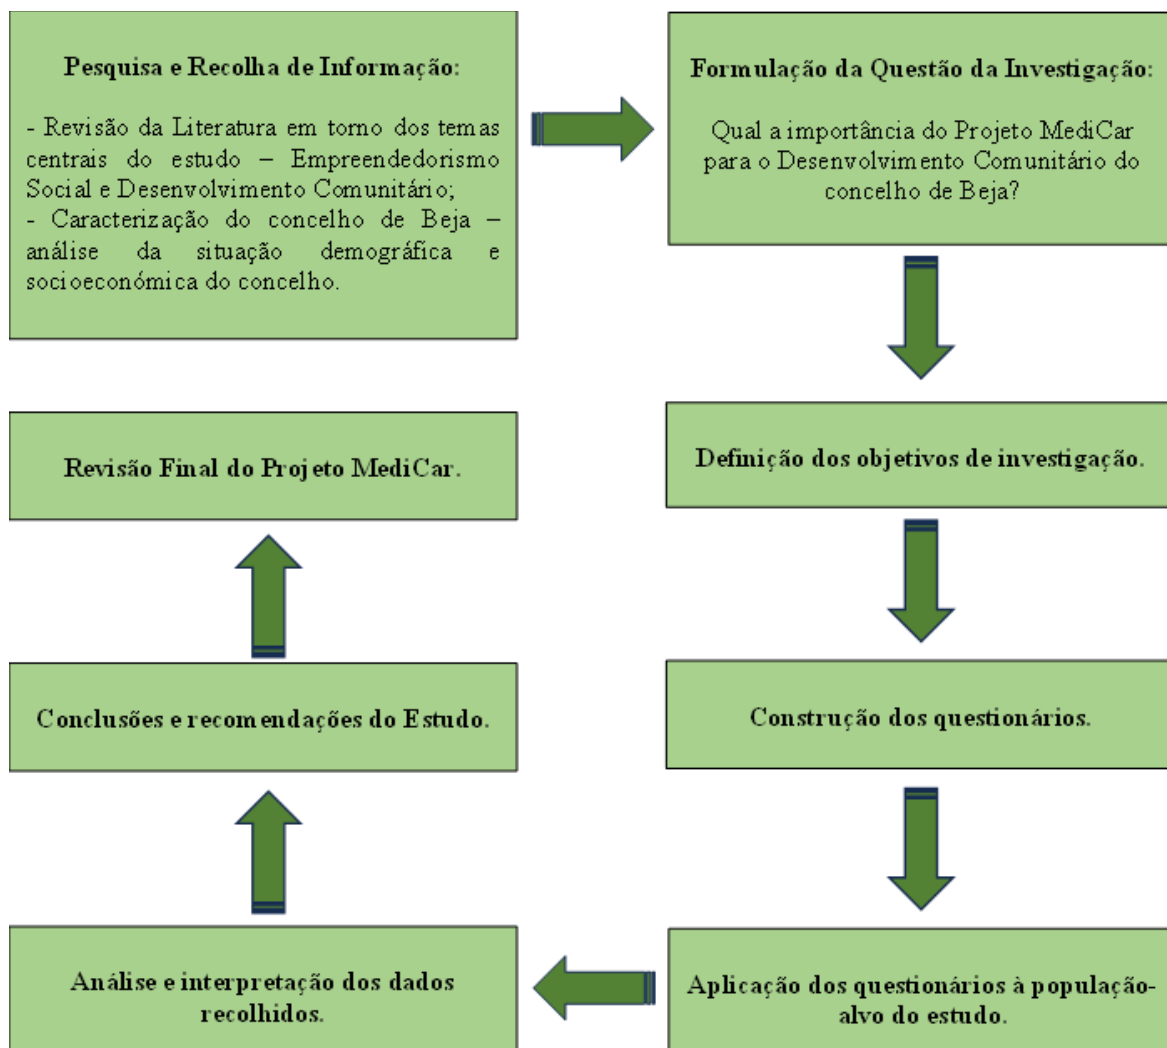 Pesquisa e Recolha de Informação:
- Revisão da Literatura em torno dos temas
centrais do estudo – Empreendedorismo
Social e Desenvolvimento Comunitário;
- Caracterização do concelho de Beja –
análise da situação demográfica e
socioeconómica do concelho.
Formulação da Questão da Investigação:
Qual a importância do Projeto MediCar
para o Desenvolvimento Comunitário do
concelho de Beja?
Definição dos objetivos de investigação.
Construção dos questionários.
Aplicação dos questionários à população-
alvo do estudo.
Análise e interpretação dos dados
recolhidos.
Conclusões e recomendações do Estudo.
Revisão Final do Projeto MediCar.